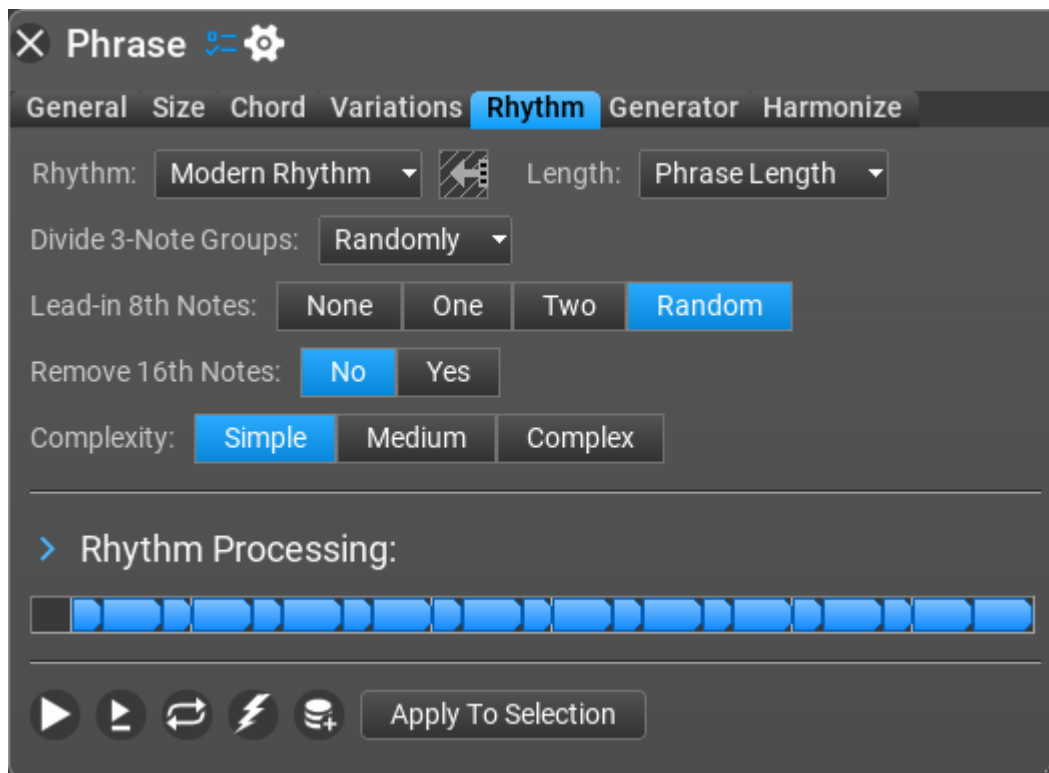 Phrase
General Size Chord Variations Rhythm Generator Harmonize
Rhythm: Modern Rhythm Length: Phrase Length
Divide 3-Note Groups: Randomly
Lead-in 8th Notes: None One Two Random
Remove 16th Notes: No Yes
Complexity: Simple Medium Complex
Rhythm Processing:
Apply To Selection